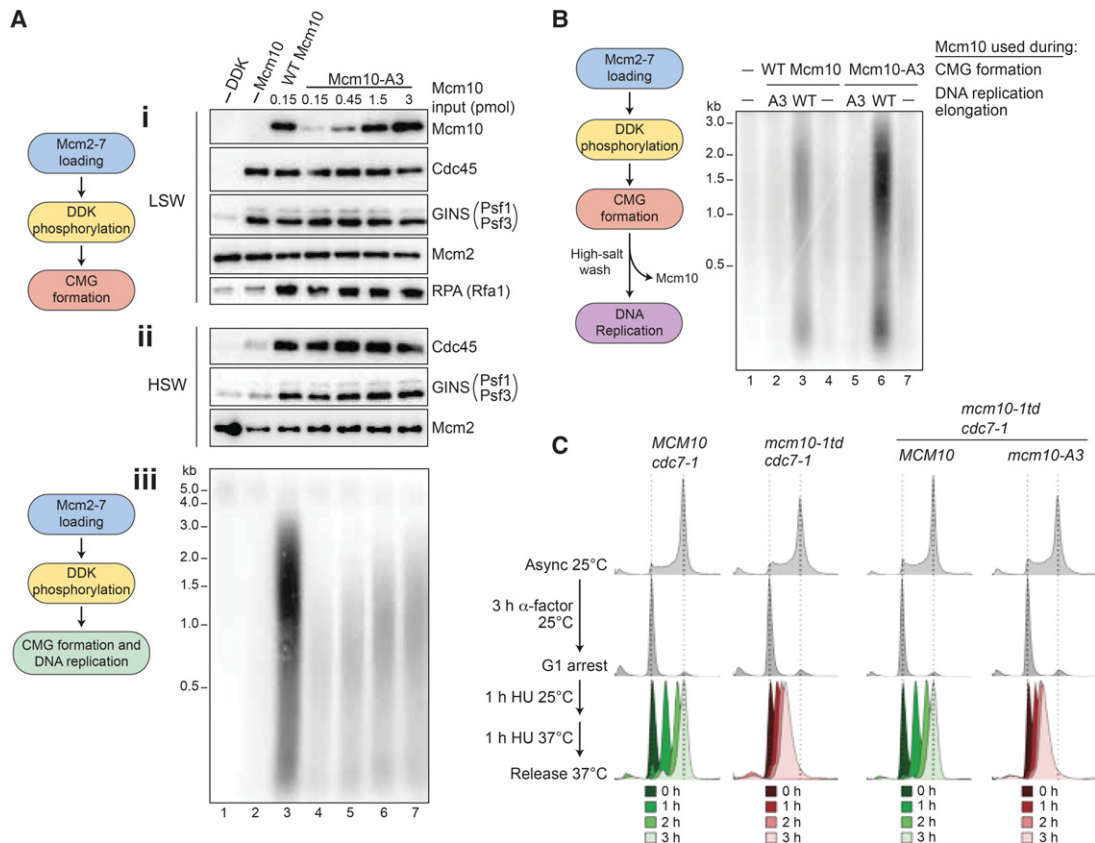 A
– DDK
– Mcm10
WT Mcm10
Mcm10-A3
0.15 0.15 0.45 1.5 3
Mcm10
input (pmol)
i
LSW
Mcm2-7
loading
DDK
phosphorylation
CMG
formation
Mcm10
Cdc45
GINS (Psf1
Psf3)
Mcm2
RPA (Rfa1)
ii
HSW
Cdc45
GINS (Psf1
Psf3)
Mcm2
iii
Mcm2-7
loading
DDK
phosphorylation
CMG formation and
DNA replication
kb
5.0
4.0
3.0
2.0
1.5
1.0
0.5
1 2 3 4 5 6 7
B
Mcm2-7
loading
DDK
phosphorylation
CMG
formation
High-salt
wash
Mcm10
DNA
Replication
Mcm10 used during:
– WT Mcm10 Mcm10-A3 CMG formation
– A3 WT – A3 WT – DNA replication
elongation
kb
3.0
2.0
1.5
1.0
0.5
1 2 3 4 5 6 7
C
MCM10
cdc7-1
mcm10-1td
cdc7-1
mcm10-1td
cdc7-1
MCM10
mcm10-A3
Async 25°C
3 h α-factor
25°C
G1 arrest
1 h HU 25°C
1 h HU 37°C
Release 37°C
0 h 0 h 0 h 0 h
1 h 1 h 1 h 1 h
2 h 2 h 2 h 2 h
3 h 3 h 3 h 3 h